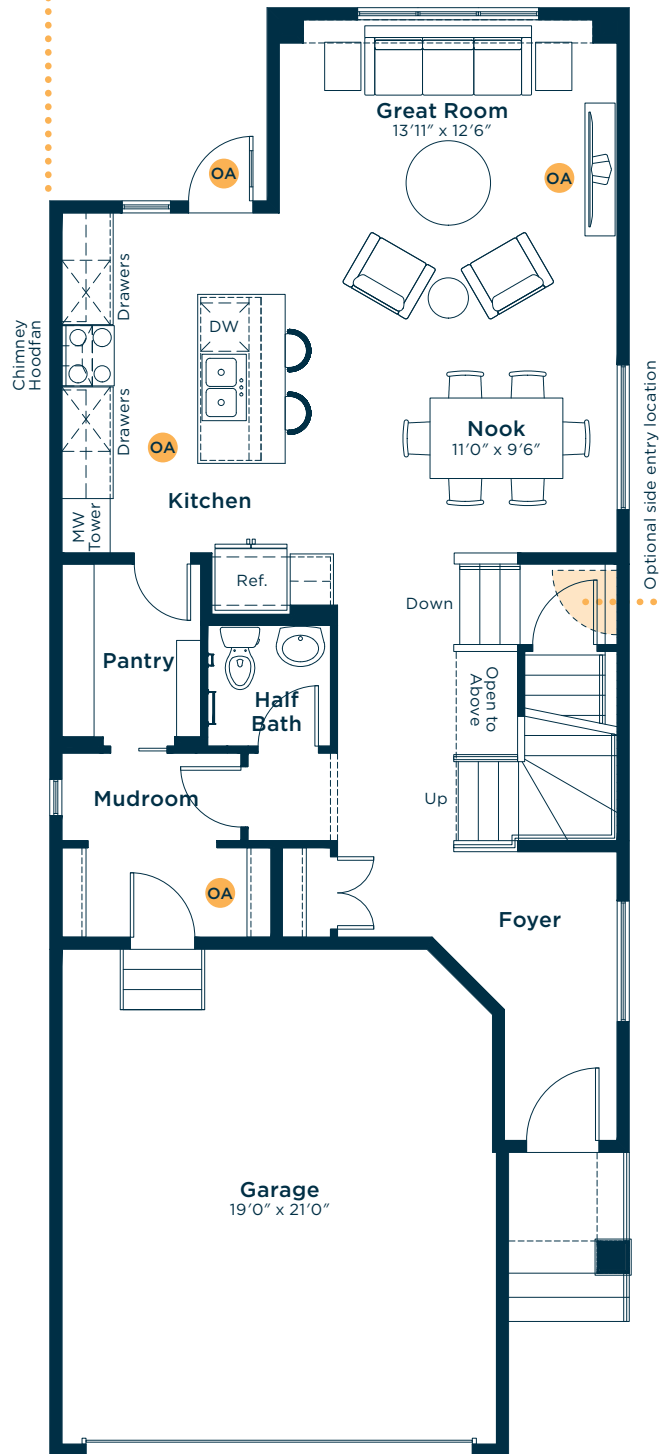 Great Room
13'11" x 12'6"
OA
OA
Drawers
DW
Chimney
Hoodfan
Drawers
OA
Nook
11'0" x 9'6"
Optional side entry location
Kitchen
MW
Tower
Ref.
Down
Pantry
Half
Bath
Open to
Above
Mudroom
Up
OA
Foyer
Garage
19'0" x 21'0"